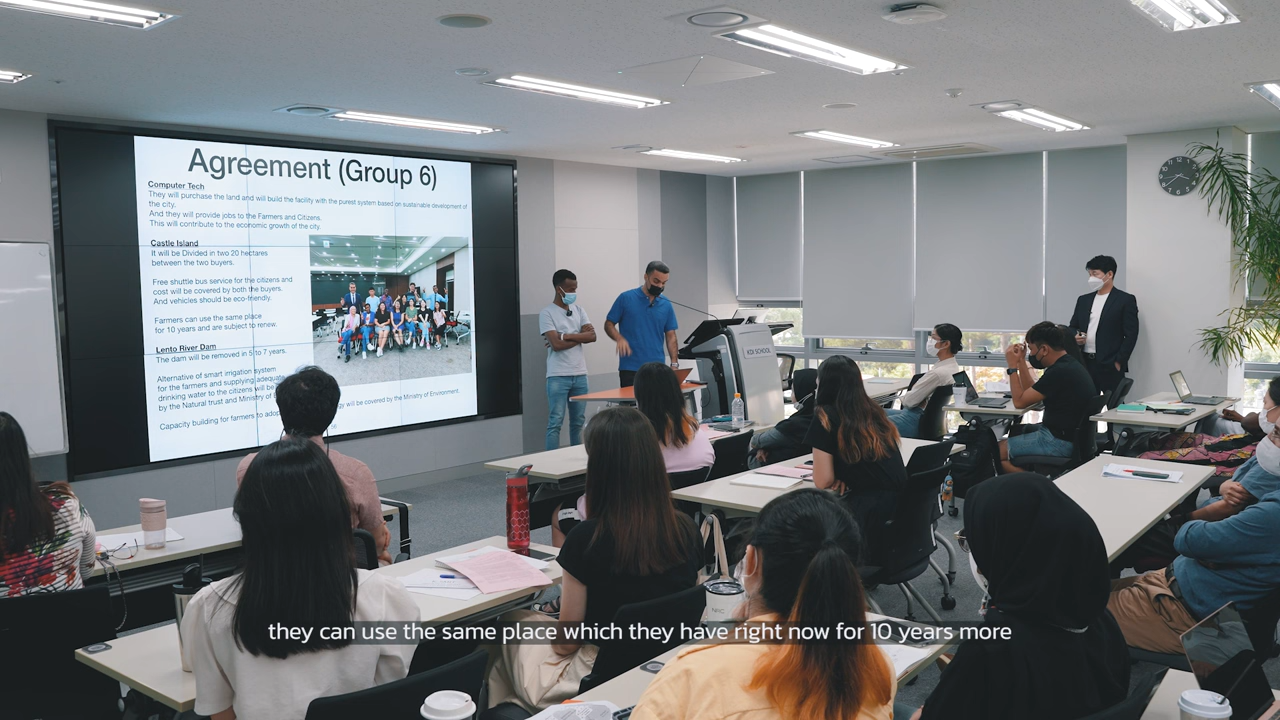 Agreement (Group 6)
Computer Tech
They will purchase the land and will build the facility with the purest system based on sustainable development of
the city.
And they will provide jobs to the Farmers and Citizens.
This will contribute to the economic growth of the city.
Castle Island
It will be Divided in two 20 hectares
between the two buyers.
Free shuttle bus service for the citizens and
cost will be covered by both the buyers.
And vehicles should be eco-friendly.
Farmers can use the same place
for 10 years and are subject to renew.
Lento River Dam
The dam will be removed in 5 to 7 years.
Alternative of smart irrigation system
for the farmers and supplying adequate
drinking water to the citizens will be
by the Natural trust and Ministry of
will be covered by the Ministry of Environment.
Capacity building for farmers to
KDI SCHOOL
they can use the same place which they have right now for 10 years more